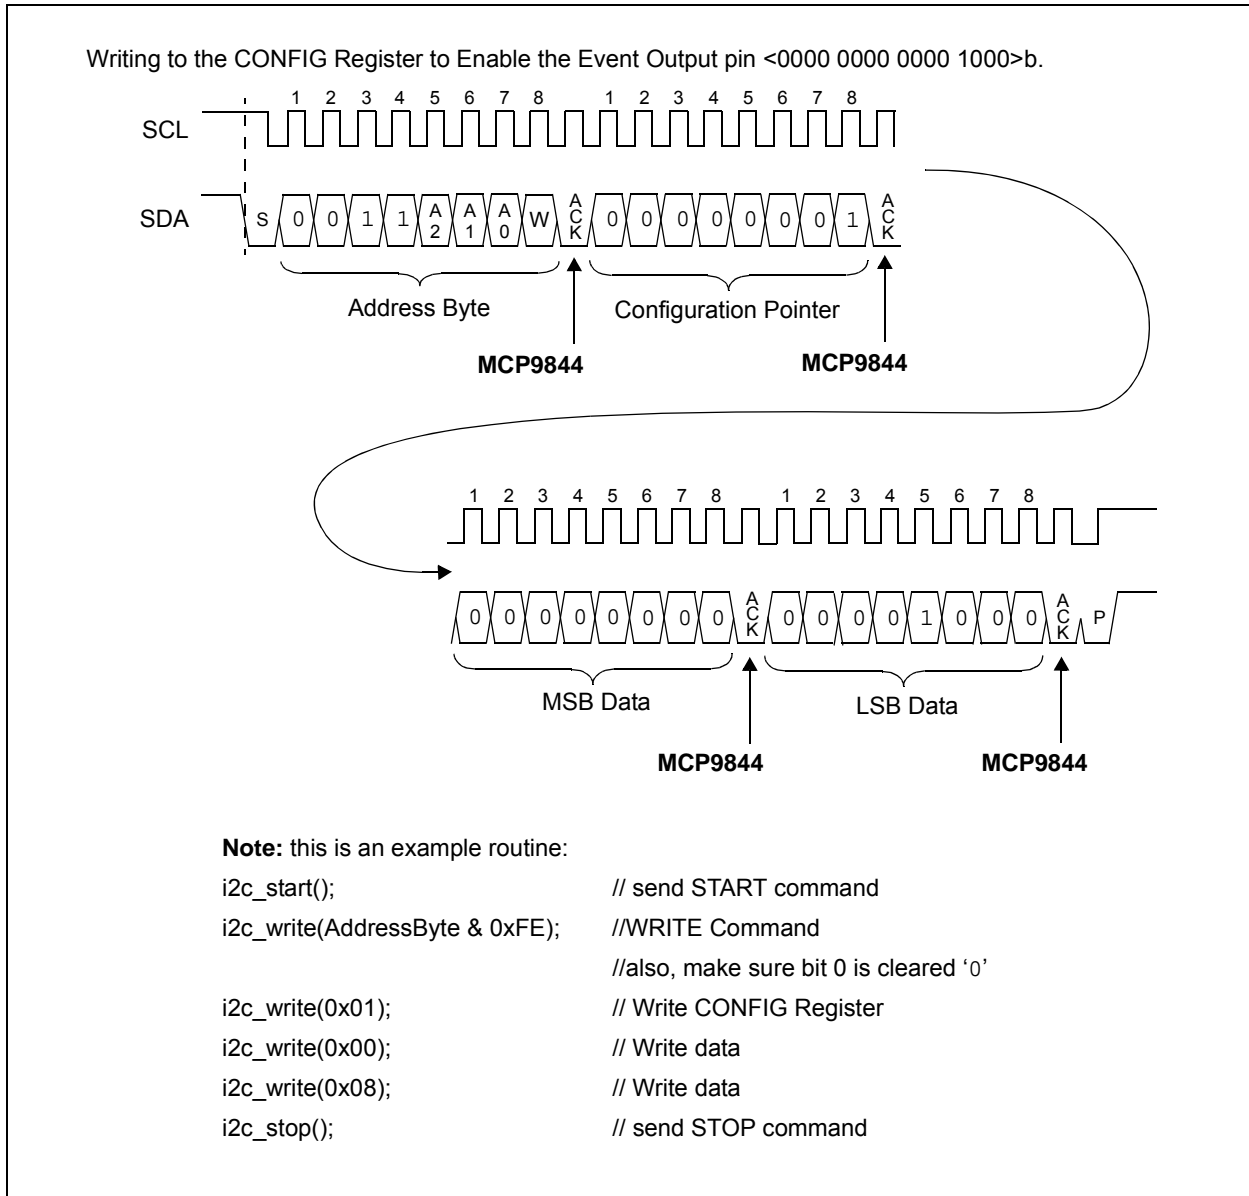 Writing to the CONFIG Register to Enable the Event Output pin <0000 0000 0000 1000>b.
1 2 3 4 5 6 7 8 1 2 3 4 5 6 7 8
SCL
SDA S 0 0 1 1 A2 A1 A0 W ACK 0 0 0 0 0 0 0 1 ACK
Address Byte Configuration Pointer
MCP9844 MCP9844
1 2 3 4 5 6 7 8 1 2 3 4 5 6 7 8
0 0 0 0 0 0 0 0 ACK 0 0 0 0 1 0 0 0 ACK P
MSB Data LSB Data
MCP9844 MCP9844
Note: this is an example routine:
i2c_start(); // send START command
i2c_write(AddressByte & 0xFE); //WRITE Command
//also, make sure bit 0 is cleared ‘0’
i2c_write(0x01); // Write CONFIG Register
i2c_write(0x00); // Write data
i2c_write(0x08); // Write data
i2c_stop(); // send STOP command